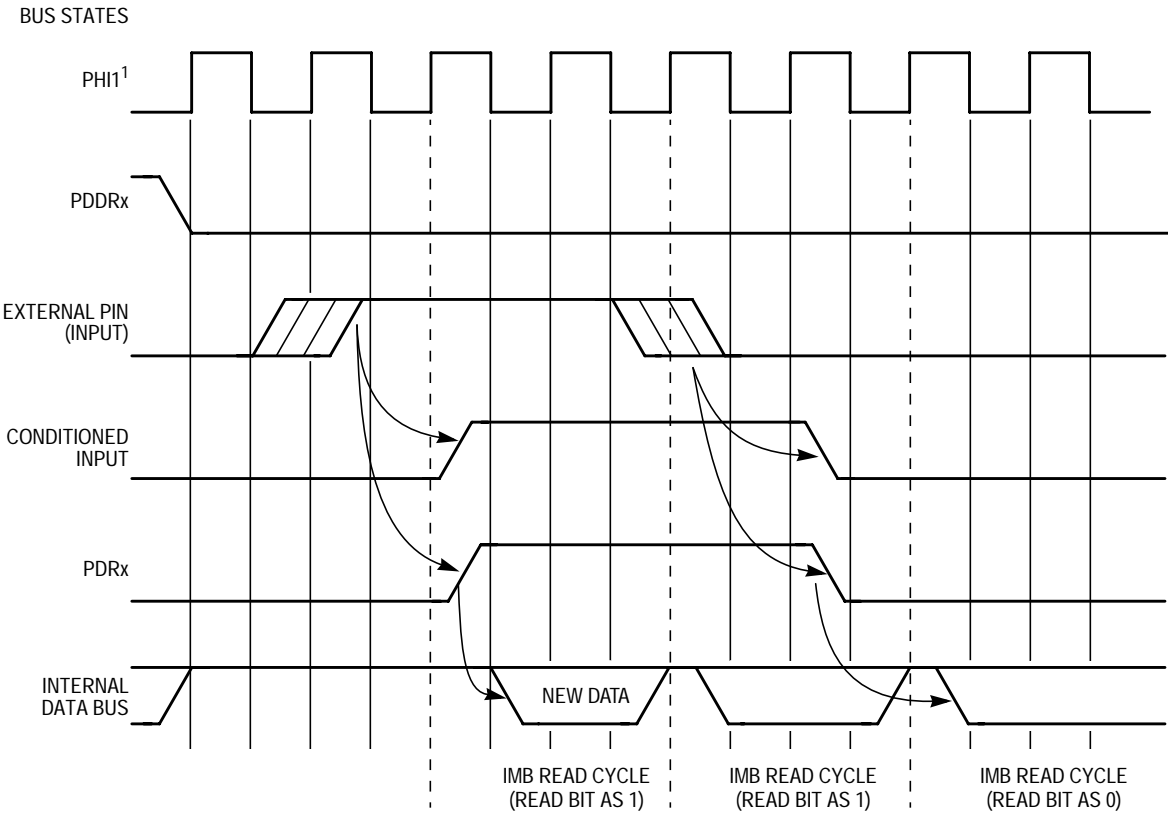 BUS STATES
PHI1¹
PDDRx
EXTERNAL PIN
(INPUT)
CONDITIONED
INPUT
PDRx
INTERNAL
DATA BUS
NEW DATA
IMB READ CYCLE
(READ BIT AS 1)
IMB READ CYCLE
(READ BIT AS 1)
IMB READ CYCLE
(READ BIT AS 0)